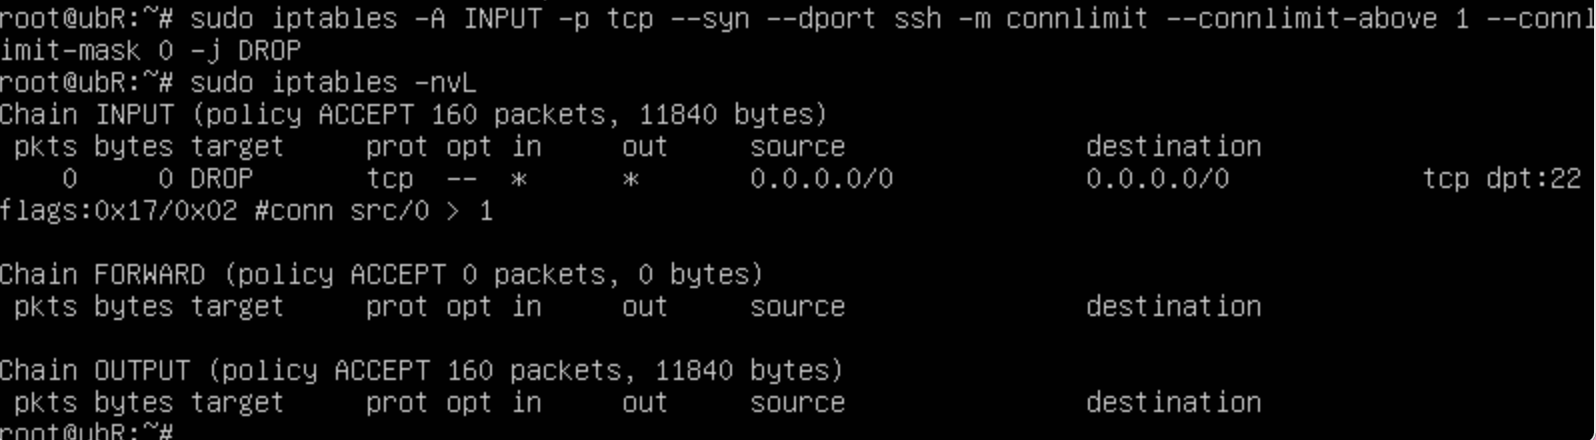 root@ubR:~# sudo iptables -A INPUT -p tcp --syn --dport ssh -m connlimit --connlimit-above 1 --connl
imit-mask 0 -j DROP
root@ubR:~# sudo iptables -nvL
Chain INPUT (policy ACCEPT 160 packets, 11840 bytes)
 pkts bytes target     prot opt in     out     source               destination
    0     0 DROP       tcp  --  *      *       0.0.0.0/0            0.0.0.0/0            tcp dpt:22
flags:0x17/0x02 #conn src/0 > 1

Chain FORWARD (policy ACCEPT 0 packets, 0 bytes)
 pkts bytes target     prot opt in     out     source               destination

Chain OUTPUT (policy ACCEPT 160 packets, 11840 bytes)
 pkts bytes target     prot opt in     out     source               destination
root@ubR:~#